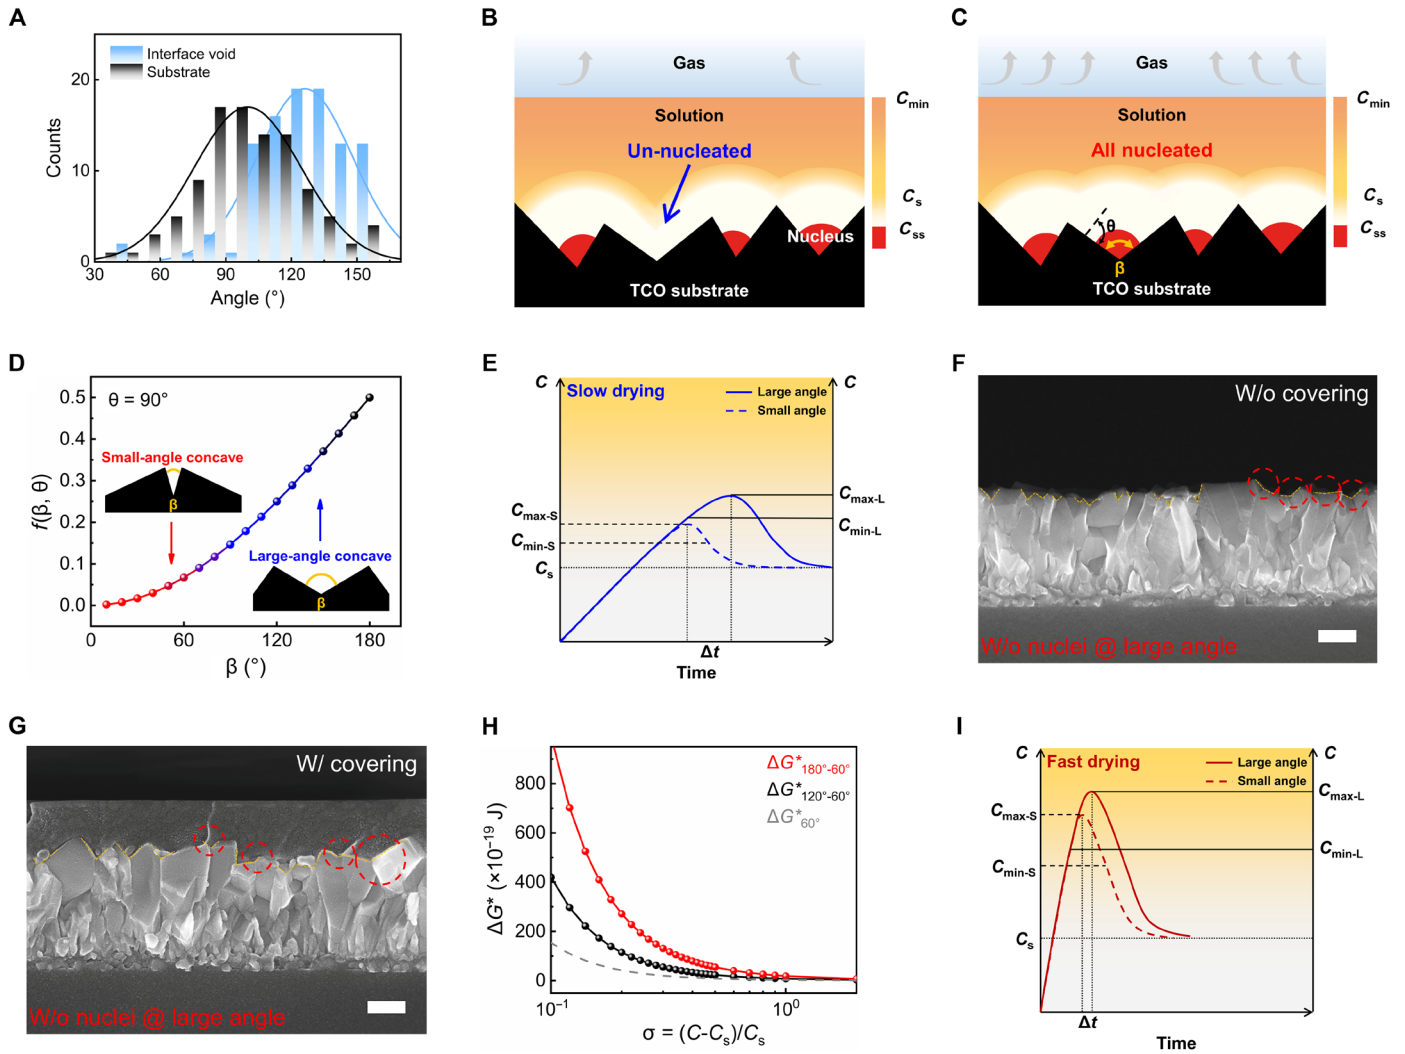 A
Interface void
Substrate
20
10
0
Counts
30 60 90 120 150
Angle (°)
B
Gas
Solution
Un-nucleated
Nucleus
TCO substrate
Cmin
Cs
Css
C
Gas
Solution
All nucleated
θ
β
TCO substrate
Cmin
Cs
Css
D
θ = 90°
0.5
0.4
0.3
0.2
0.1
0.0
f(β, θ)
Small-angle concave
β
Large-angle concave
β
0 60 120 180
β (°)
E
C
Slow drying
Large angle
Small angle
C
Cmax-S
Cmin-S
Cs
Cmax-L
Cmin-L
Δt
Time
F
W/o covering
W/o nuclei @ large angle
G
W/ covering
W/o nuclei @ large angle
H
ΔG*180°-60°
ΔG*120°-60°
ΔG*60°
800
600
400
200
0
ΔG* (×10⁻¹⁹ J)
10⁻¹ 10⁰
σ = (C-Cs)/Cs
I
C
Fast drying
Large angle
Small angle
C
Cmax-S
Cmin-S
Cs
Cmax-L
Cmin-L
Δt
Time